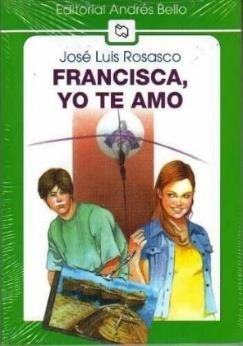 Editorial Andrés Bello
José Luis Rosasco
FRANCISCA,
YO TE AMO